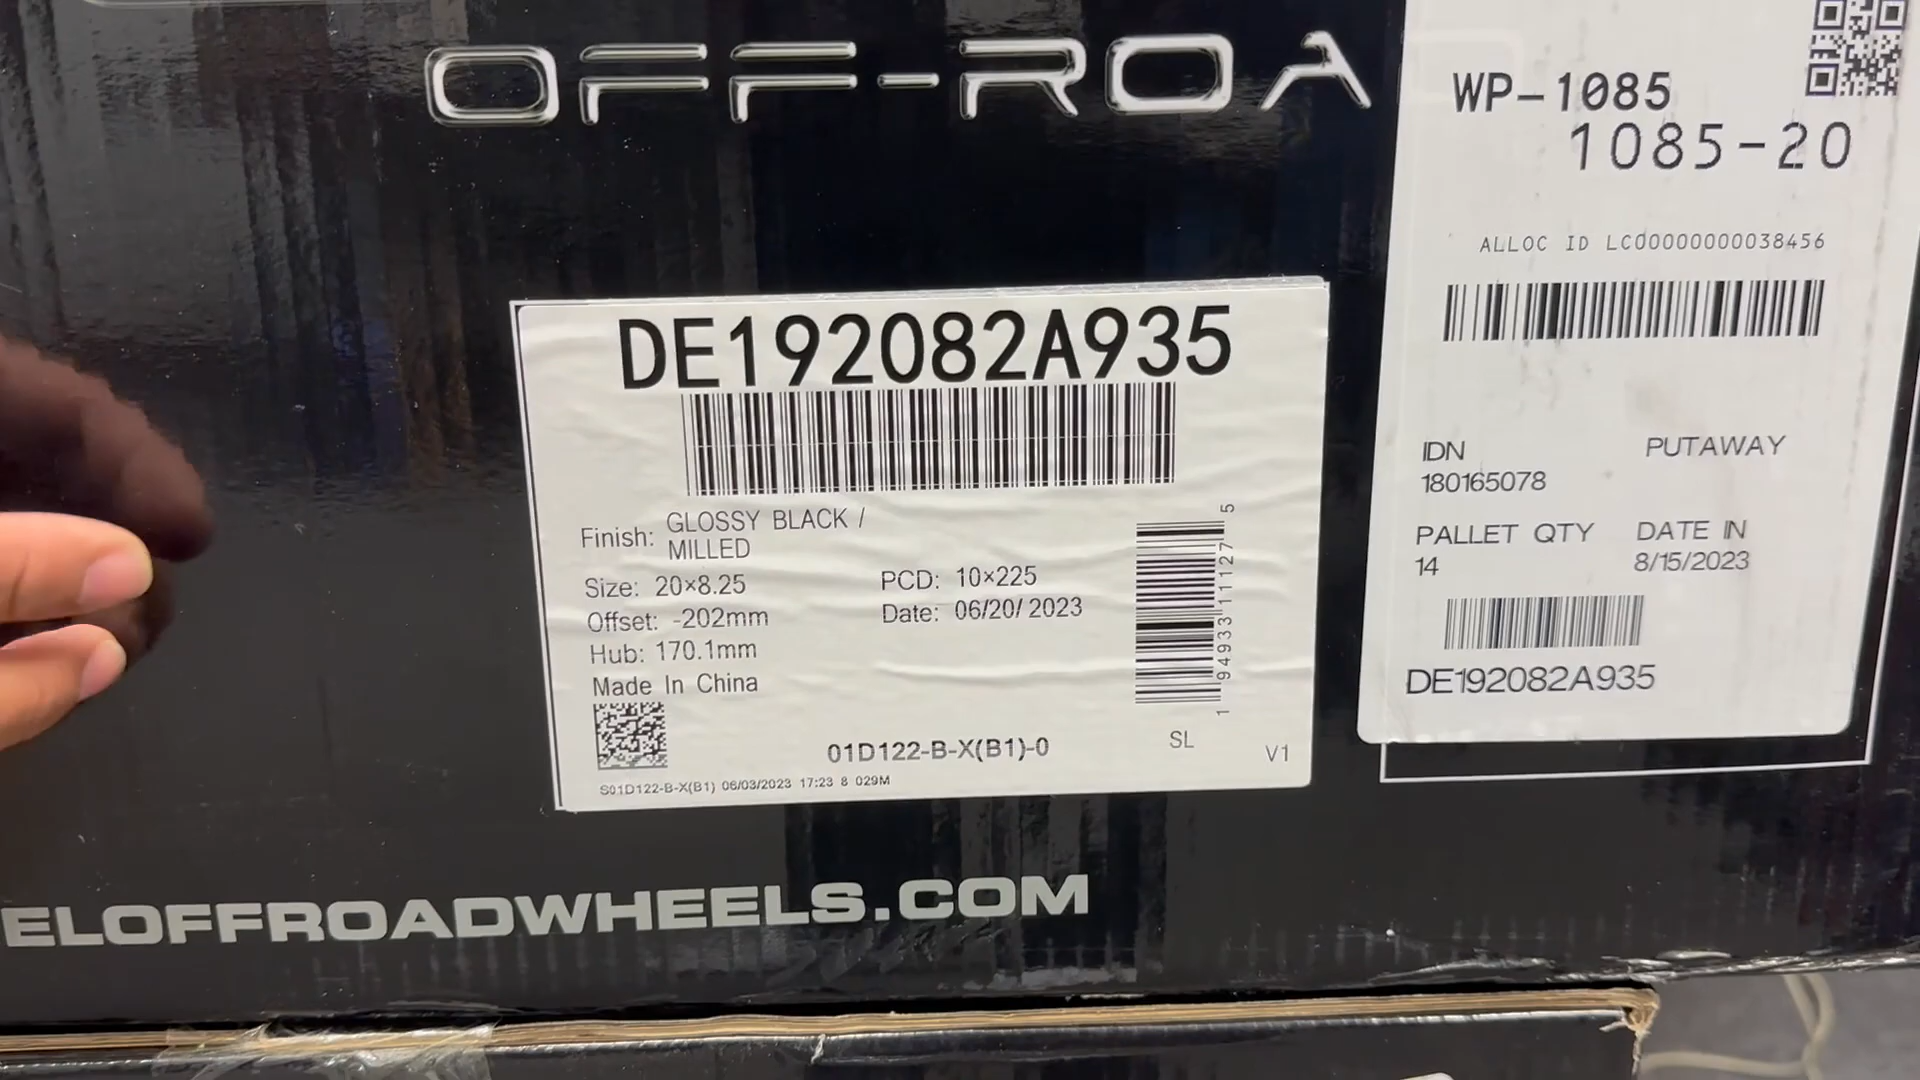 OFF-ROA
WP-1085
1085-20
ALLOC ID LC00000000038456
IDN
180165078
PUTAWAY
PALLET QTY
14
DATE IN
8/15/2023
DE192082A935
DE192082A935
Finish: GLOSSY BLACK /
MILLED
Size: 20×8.25
Offset: -202mm
Hub: 170.1mm
Made In China
PCD: 10×225
Date: 06/20/2023
1 94933 11127 5
01D122-B-X(B1)-0
SL
V1
S01D122-B-X(B1) 06/03/2023 17:23 8 029M
ELOFFROADWHEELS.COM